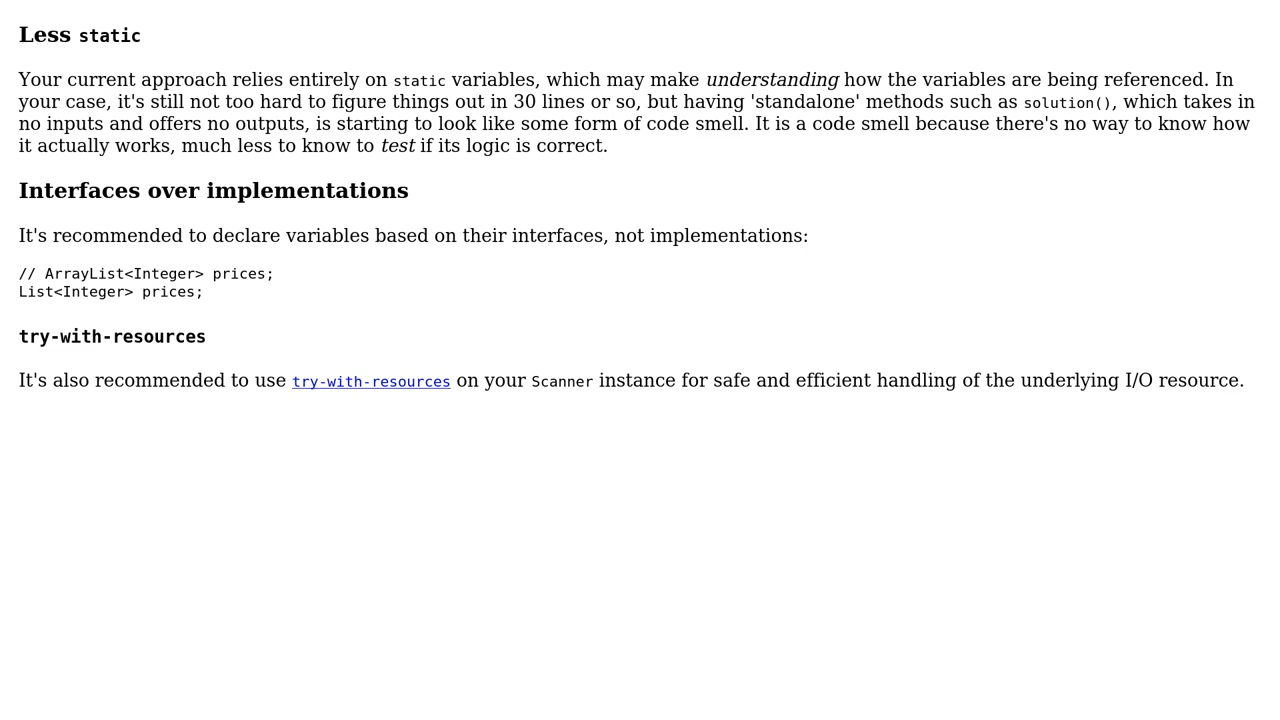 Less static
Your current approach relies entirely on static variables, which may make understanding how the variables are being referenced. In
your case, it's still not too hard to figure things out in 30 lines or so, but having 'standalone' methods such as solution(), which takes in
no inputs and offers no outputs, is starting to look like some form of code smell. It is a code smell because there's no way to know how
it actually works, much less to know to test if its logic is correct.
Interfaces over implementations
It's recommended to declare variables based on their interfaces, not implementations:
// ArrayList<Integer> prices;
List<Integer> prices;
try-with-resources
It's also recommended to use try-with-resources on your Scanner instance for safe and efficient handling of the underlying I/O resource.